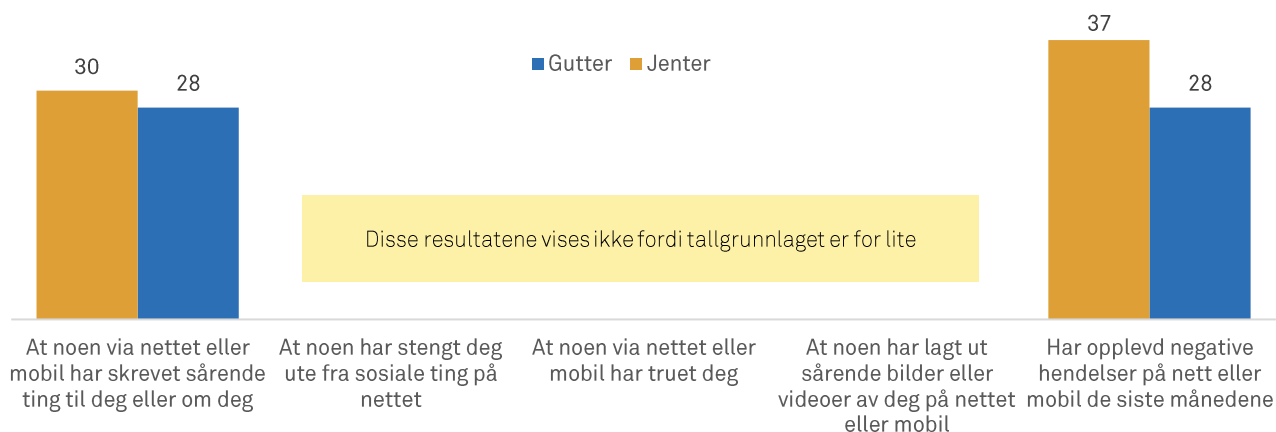 37
30
28
Gutter Jenter
28
Disse resultatene vises ikke fordi tallgrunnlaget er for lite
At noen via nettet eller
mobil har skrevet sårende
ting til deg eller om deg
At noen har stengt deg
ute fra sosiale ting på
nettet
At noen via nettet eller
mobil har truet deg
At noen har lagt ut
sårende bilder eller
videoer av deg på nettet
eller mobil
Har opplevd negative
hendelser på nett eller
mobil de siste månedene